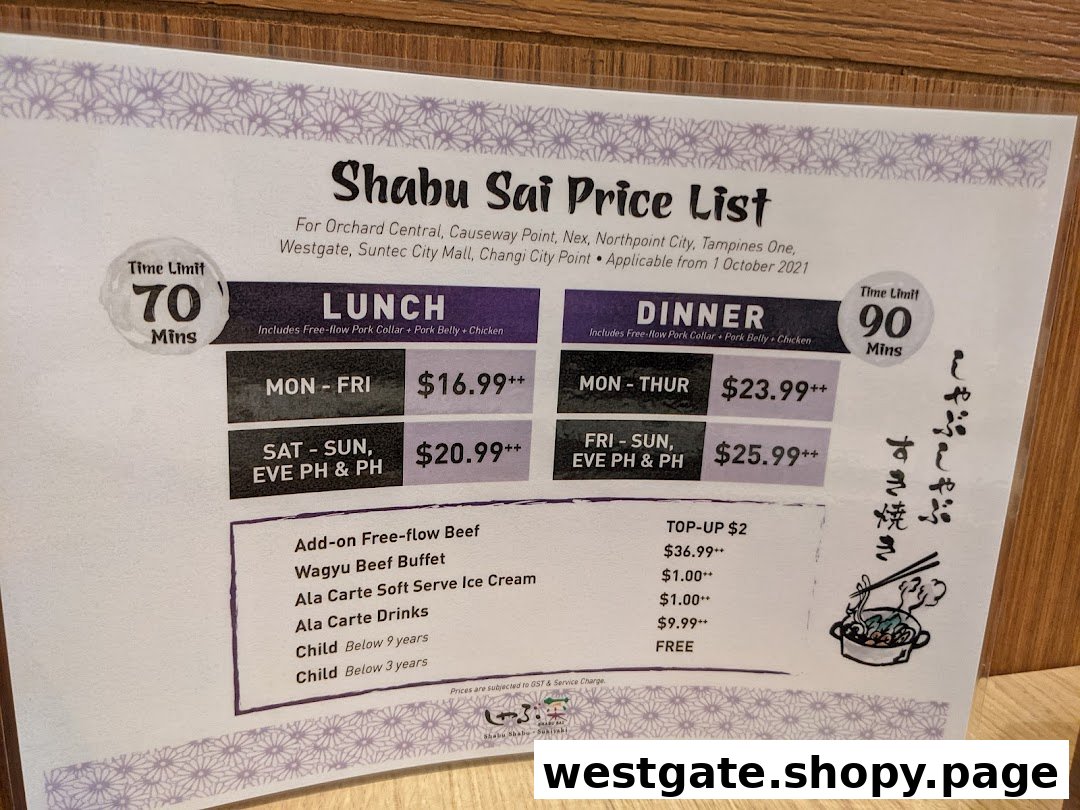 Shabu Sai Price List
For Orchard Central, Causeway Point, Nex, Northpoint City, Tampines One,
Westgate, Suntec City Mall, Changi City Point • Applicable from 1 October 2021
Time Limit
70
Mins
LUNCH
Includes Free-flow Pork Collar + Pork Belly + Chicken
MON - FRI $16.99++
SAT - SUN,
EVE PH & PH $20.99++
DINNER
Includes Free-flow Pork Collar + Pork Belly + Chicken
Time Limit
90
Mins
MON - THUR $23.99++
FRI - SUN,
EVE PH & PH $25.99++
しゃぶしゃぶ
すき焼き
Add-on Free-flow Beef TOP-UP $2
Wagyu Beef Buffet $36.99++
Ala Carte Soft Serve Ice Cream $1.00++
Ala Carte Drinks $1.00++
Child Below 9 years $9.99++
Child Below 3 years FREE
Prices are subjected to GST & Service Charge.
しゃぶ菜
SHABU SAI
Shabu Shabu - Sukiyaki
westgate.shopy.page